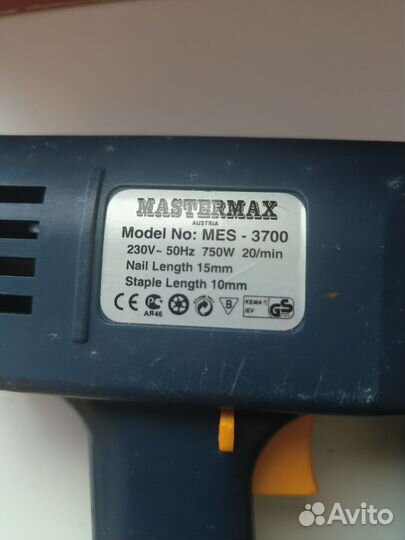 MASTERMAX
AUSTRIA
Model No: MES - 3700
230V~ 50Hz 750W 20/min
Nail Length 15mm
Staple Length 10mm
CE
АЯ46
B
KEMA
IEV
GS
Avito